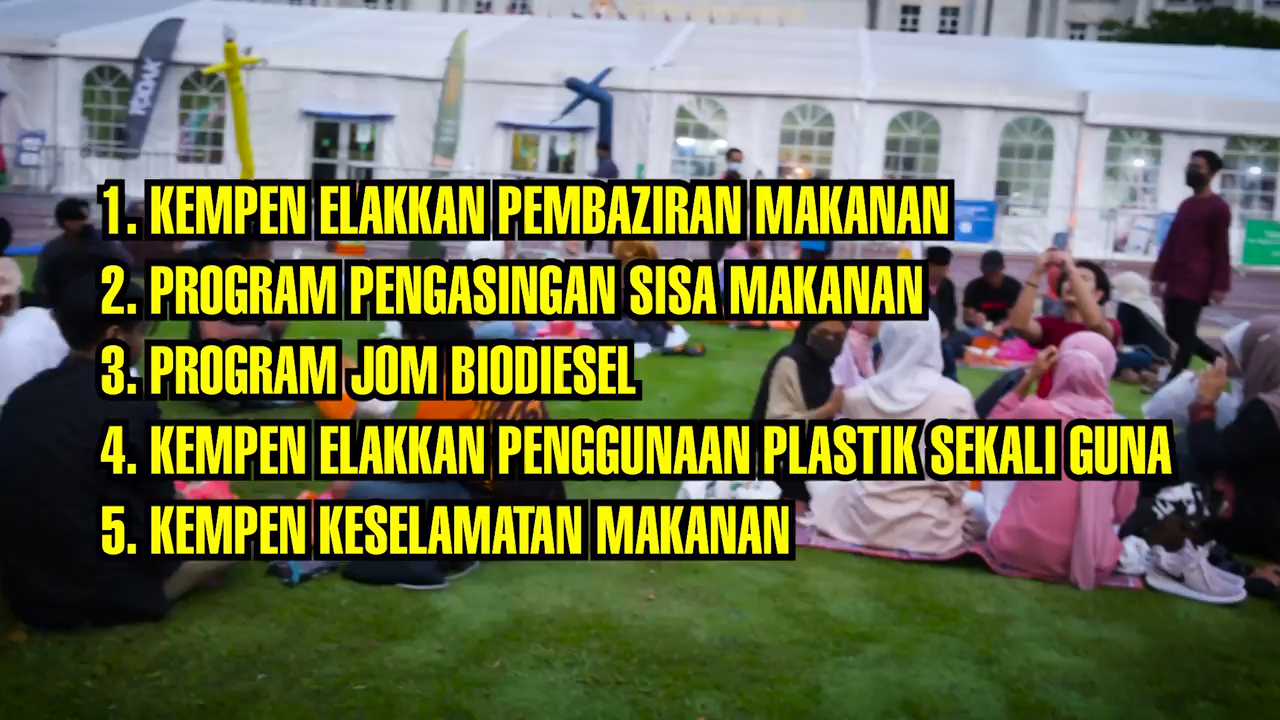 KODAK
1. KEMPEN ELAKKAN PEMBAZIRAN MAKANAN
2. PROGRAM PENGASINGAN SISA MAKANAN
3. PROGRAM JOM BIODIESEL
4. KEMPEN ELAKKAN PENGGUNAAN PLASTIK SEKALI GUNA
5. KEMPEN KESELAMATAN MAKANAN